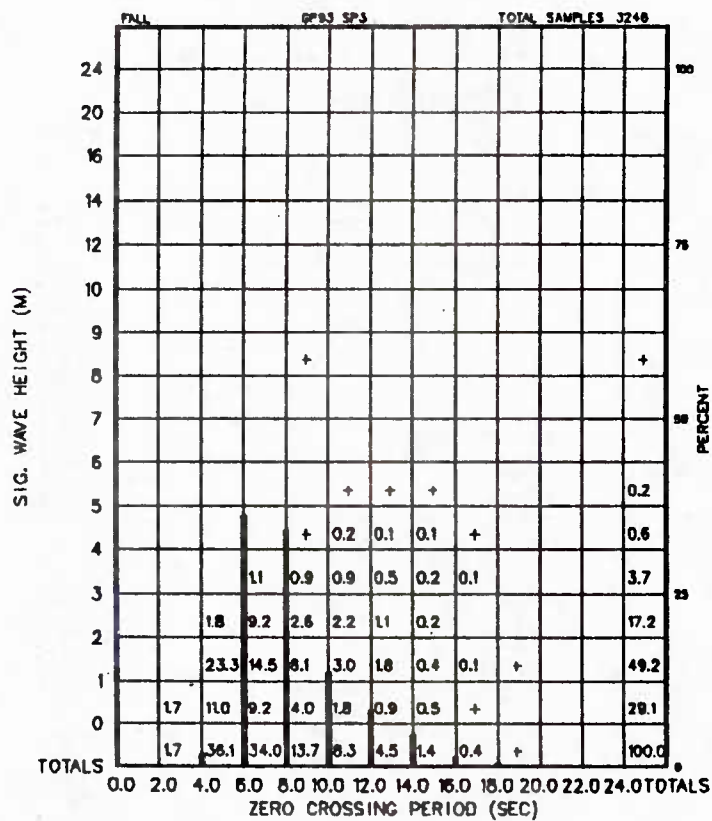 FALL GP93 SP3 TOTAL SAMPLES 3248
24 100
20
18
16
14
12 75
10
9
8 + +
7 50
6
5 + + + 0.2
4 + 0.2 0.1 0.1 + 0.6
3 1.1 0.9 0.9 0.5 0.2 0.1 3.7
2 1.8 9.2 2.6 2.2 1.1 0.2 17.2 25
1 23.3 14.5 6.1 3.0 1.8 0.4 0.1 + 49.2
0 1.7 11.0 9.2 4.0 1.8 0.9 0.5 + 29.1
TOTALS 1.7 36.1 34.0 13.7 8.3 4.5 1.4 0.4 + 100.0 0
0.0 2.0 4.0 6.0 8.0 10.0 12.0 14.0 16.0 18.0 20.0 22.0 24.0 TOTALS
ZERO CROSSING PERIOD (SEC)
SIG. WAVE HEIGHT (M)
PERCENT